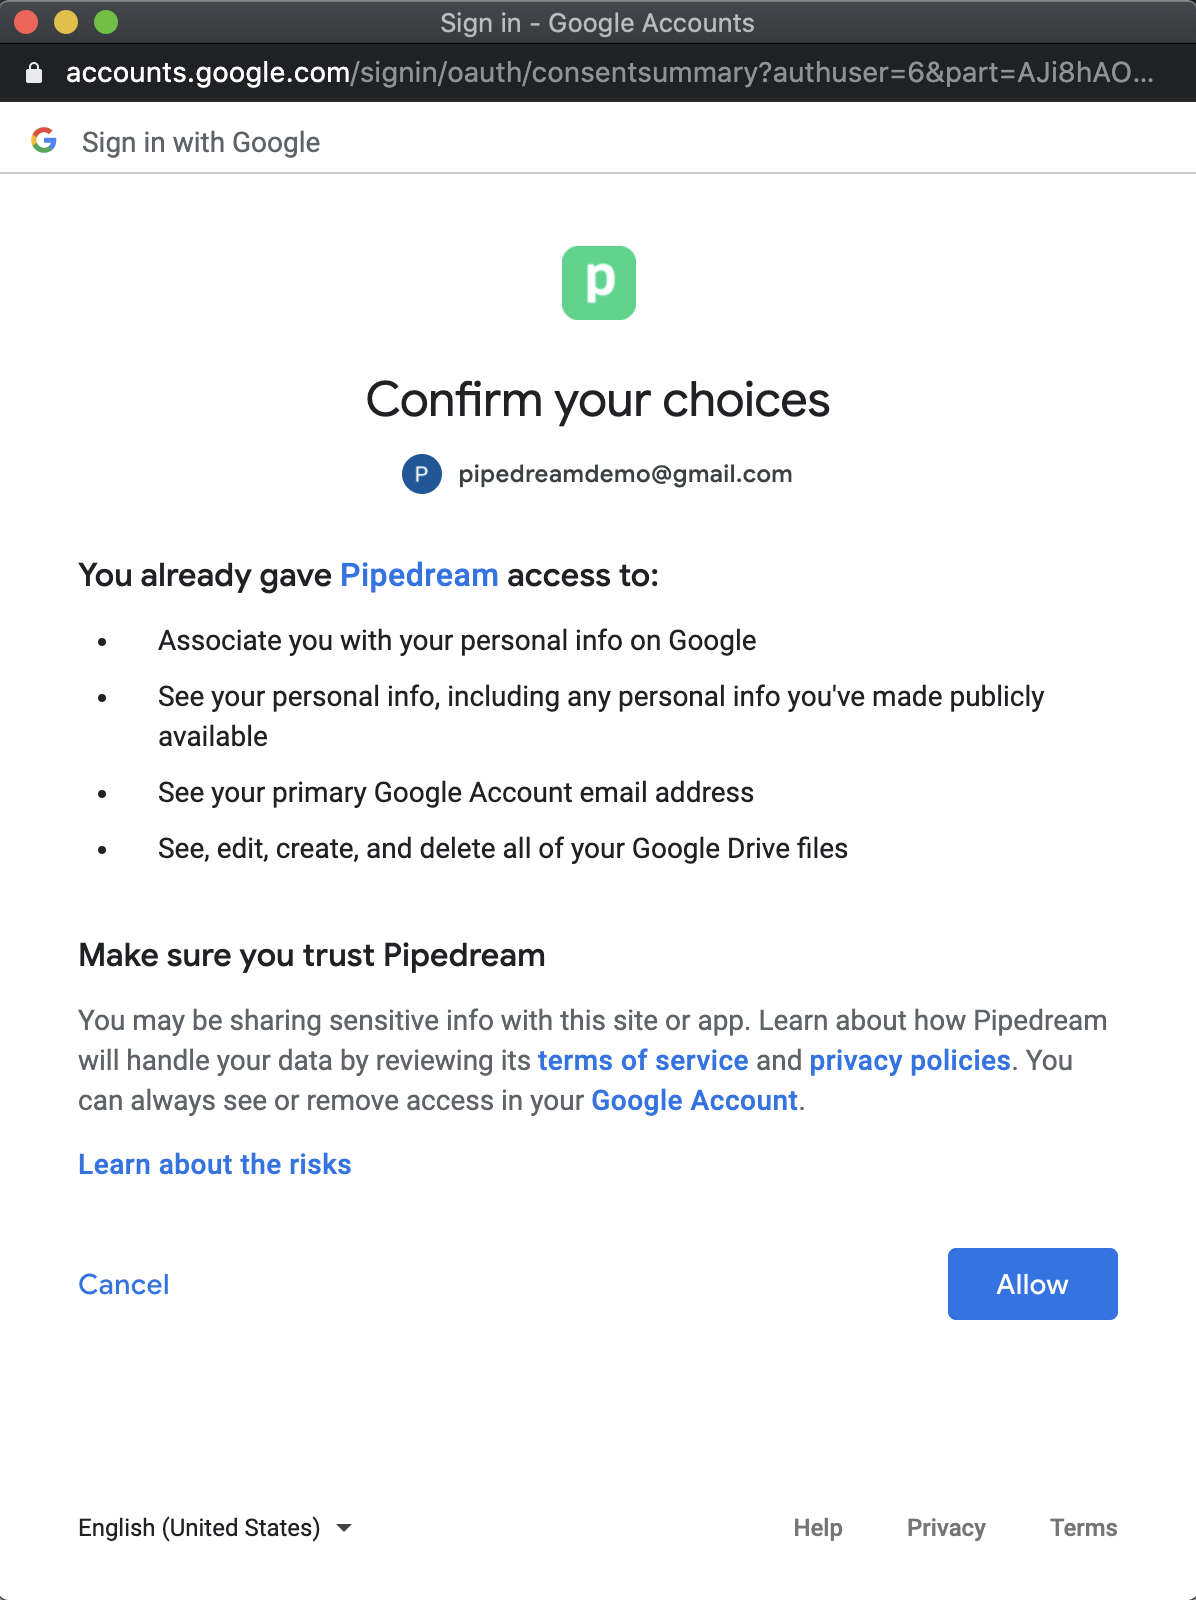 Sign in - Google Accounts
accounts.google.com/signin/oauth/consentsummary?authuser=6&part=AJi8hAO...
Sign in with Google
p
Confirm your choices
P pipedreamdemo@gmail.com
You already gave Pipedream access to:
• Associate you with your personal info on Google
• See your personal info, including any personal info you've made publicly
available
• See your primary Google Account email address
• See, edit, create, and delete all of your Google Drive files
Make sure you trust Pipedream
You may be sharing sensitive info with this site or app. Learn about how Pipedream
will handle your data by reviewing its terms of service and privacy policies. You
can always see or remove access in your Google Account.
Learn about the risks
Cancel
Allow
English (United States)
Help Privacy Terms